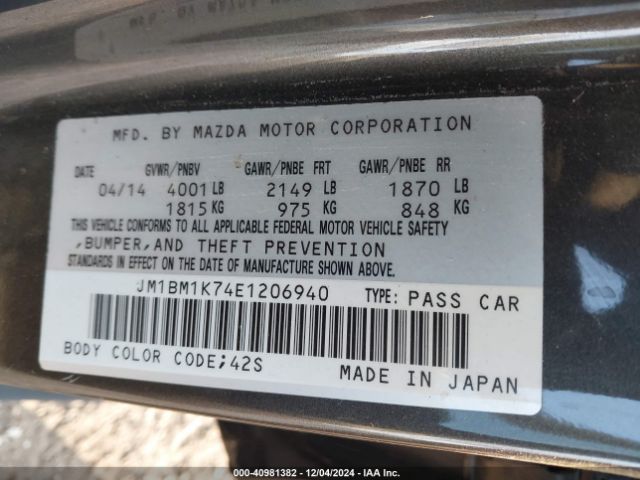 MFD. BY MAZDA MOTOR CORPORATION
DATE GVWR/PNBV GAWR/PNBE FRT GAWR/PNBE RR
04/14 4001 LB 2149 LB 1870 LB
1815 KG 975 KG 848 KG
THIS VEHICLE CONFORMS TO ALL APPLICABLE FEDERAL MOTOR VEHICLE SAFETY
,BUMPER,AND THEFT PREVENTION
STANDARDS IN EFFECT ON THE DATE OF MANUFACTURE SHOWN ABOVE.
JM1BM1K74E1206940 TYPE: PASS CAR
BODY COLOR CODE;42S
MADE IN JAPAN
000-40981382 - 12/04/2024 - IAA Inc.